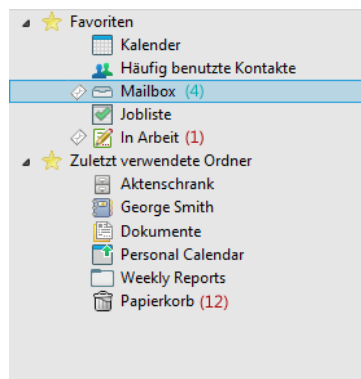 Favoriten
Kalender
Häufig benutzte Kontakte
Mailbox (4)
Jobliste
In Arbeit (1)
Zuletzt verwendete Ordner
Aktenschrank
George Smith
Dokumente
Personal Calendar
Weekly Reports
Papierkorb (12)